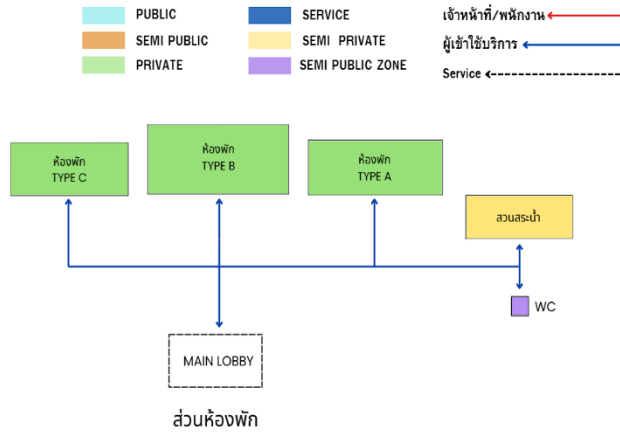 PUBLIC
SERVICE
เจ้าหน้าที่/พนักงาน
SEMI PUBLIC
SEMI PRIVATE
ผู้เข้าใช้บริการ
PRIVATE
SEMI PUBLIC ZONE
Service
ห้องพัก
TYPE C
ห้องพัก
TYPE B
ห้องพัก
TYPE A
สวนสระน้ำ
WC
MAIN LOBBY
ส่วนห้องพัก